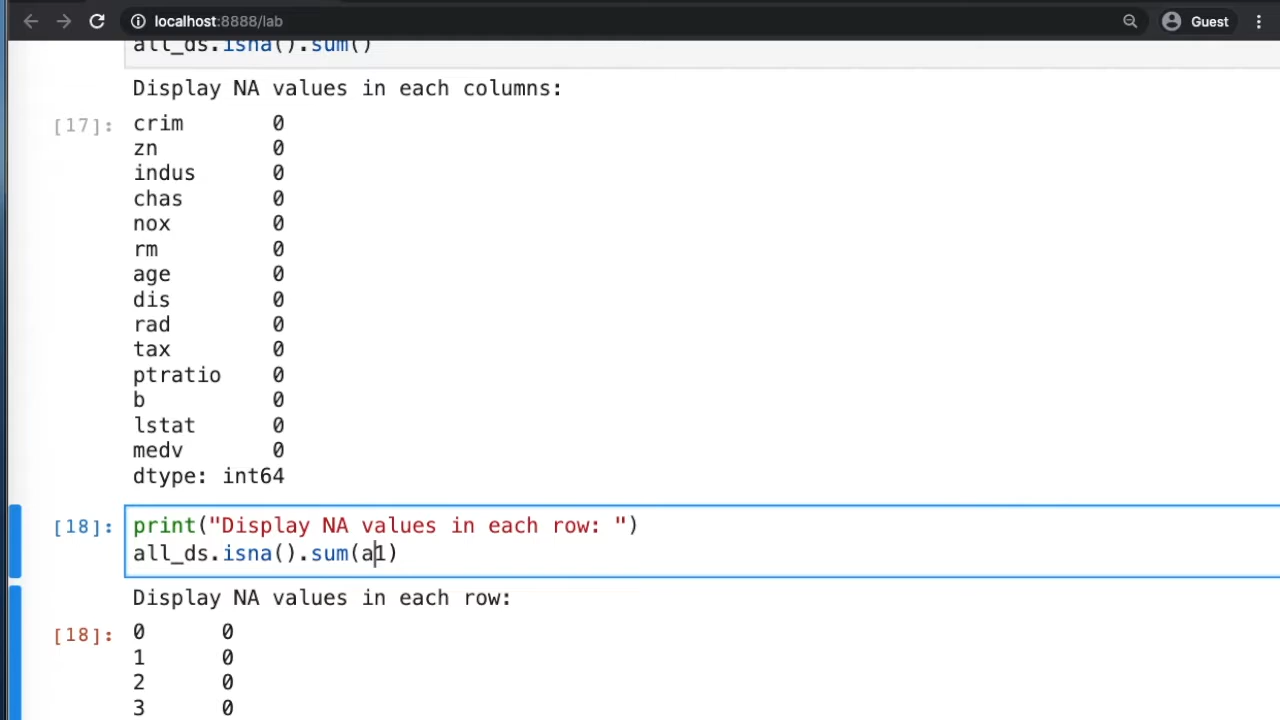 localhost:8888/lab
Guest
all_ds.isna().sum()
Display NA values in each columns:
[17]:
crim 0
zn 0
indus 0
chas 0
nox 0
rm 0
age 0
dis 0
rad 0
tax 0
ptratio 0
b 0
lstat 0
medv 0
dtype: int64
[18]:
print("Display NA values in each row: ")
all_ds.isna().sum(a1)
Display NA values in each row:
[18]:
0 0
1 0
2 0
3 0